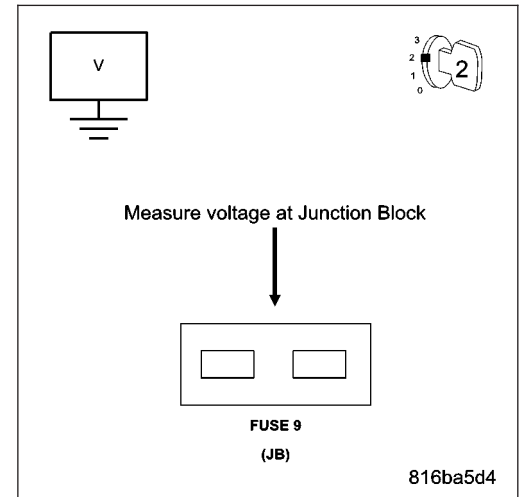 V
3
2
1
0
2
Measure voltage at Junction Block
FUSE 9
(JB)
816ba5d4